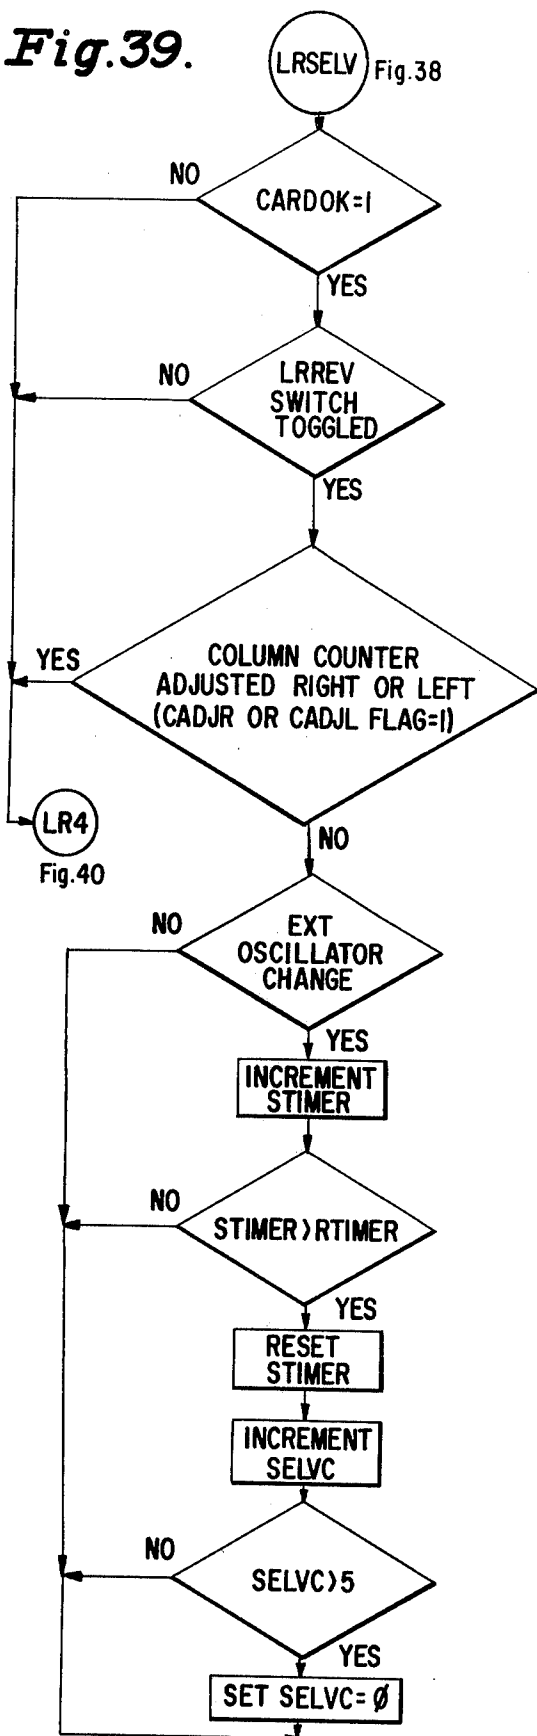 Fig.39.
LRSELV
Fig.38
NO
CARDOK=1
YES
NO
LRREV
SWITCH
TOGGLED
YES
YES
COLUMN COUNTER
ADJUSTED RIGHT OR LEFT
(CADJR OR CADJL FLAG=1)
LR4
NO
Fig.40
NO
EXT
OSCILLATOR
CHANGE
YES
INCREMENT
STIMER
NO
STIMER>RTIMER
YES
RESET
STIMER
INCREMENT
SELVC
NO
SELVC>5
YES
SET SELVC=Ø